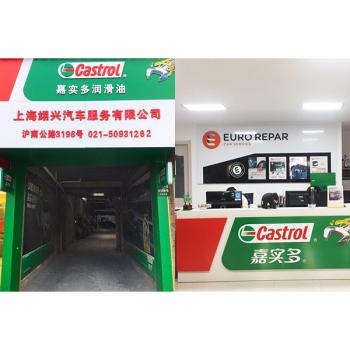 Castrol
嘉实多润滑油
上海翊兴汽车服务有限公司
沪南公路3196号 021-50931262
EURO REPAR
CAR SERVICE
Castrol
嘉实多